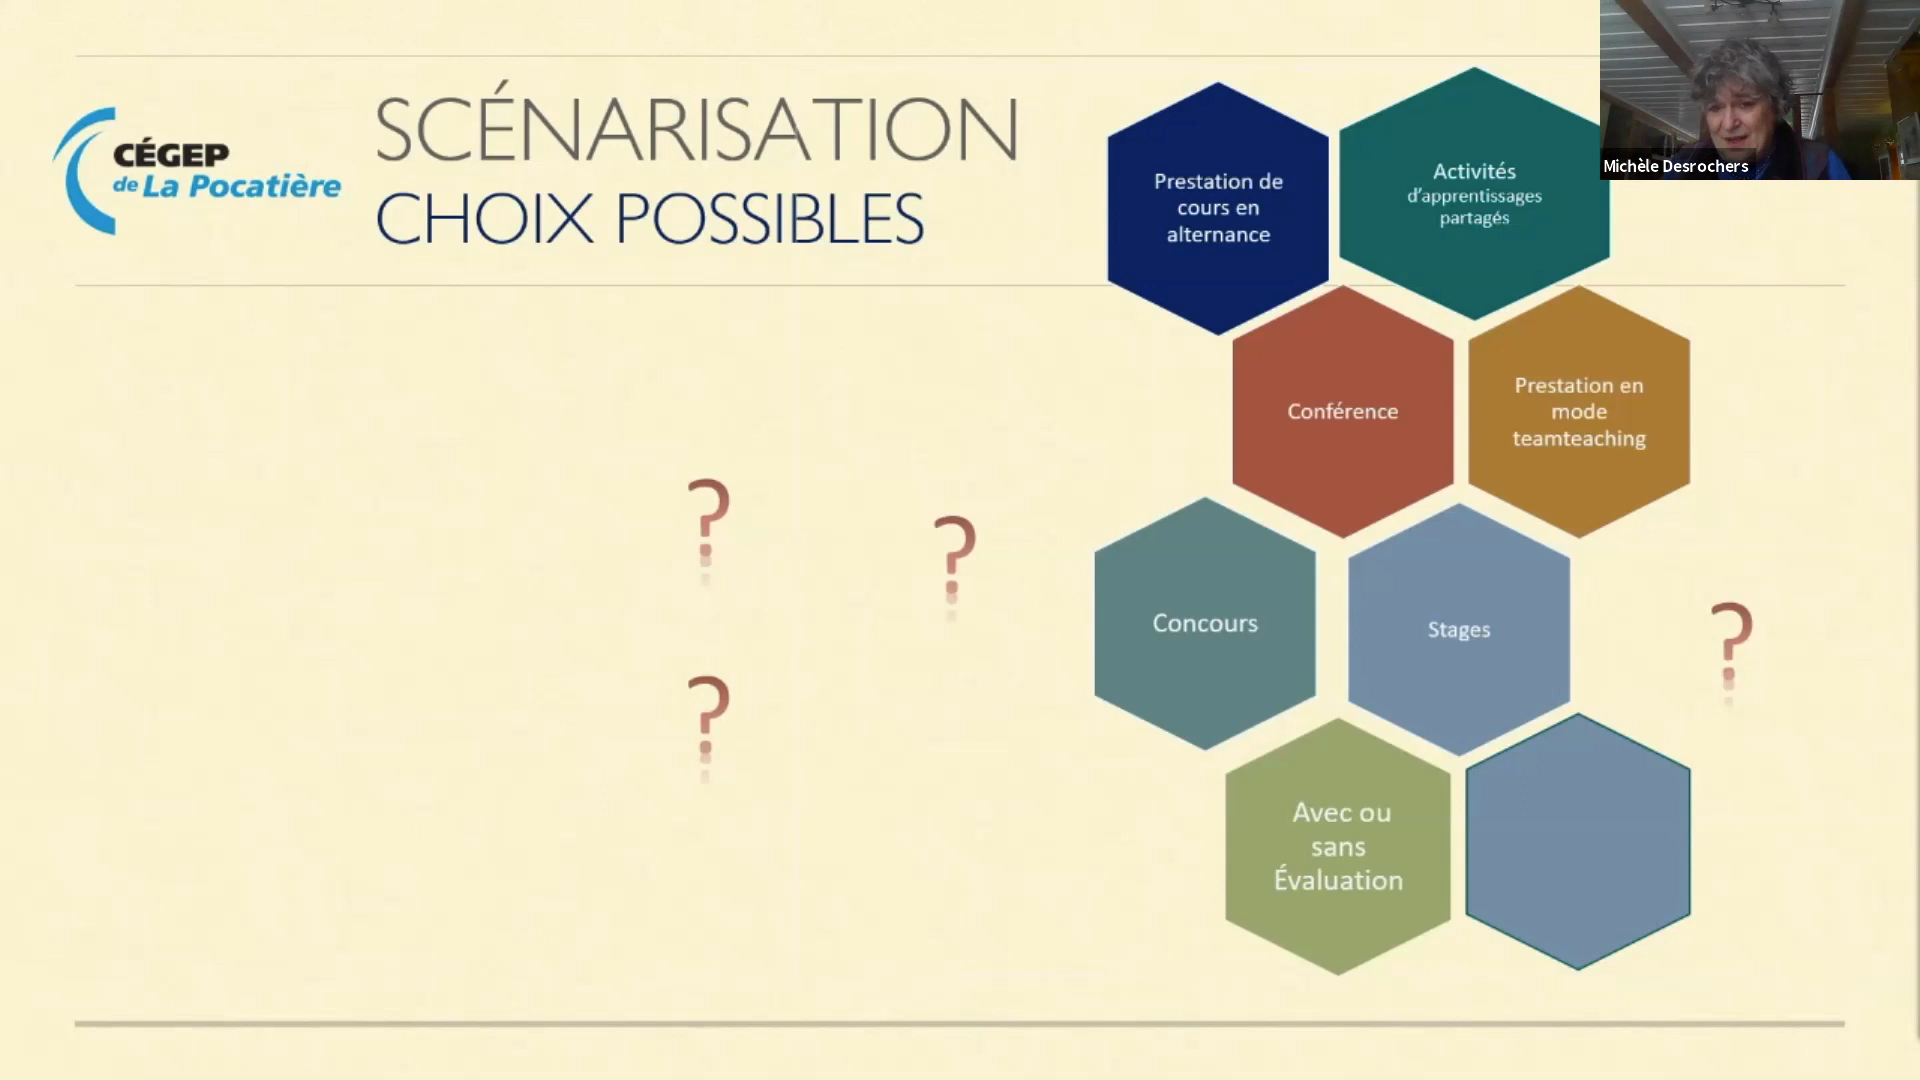 CÉGEP
de La Pocatière
SCÉNARISATION
CHOIX POSSIBLES
Prestation de
cours en
alternance
Activités
d'apprentissages
partagés
Michèle Desrochers
Conférence
Prestation en
mode
teamteaching
?
?
?
?
Concours
Stages
Avec ou
sans
Évaluation